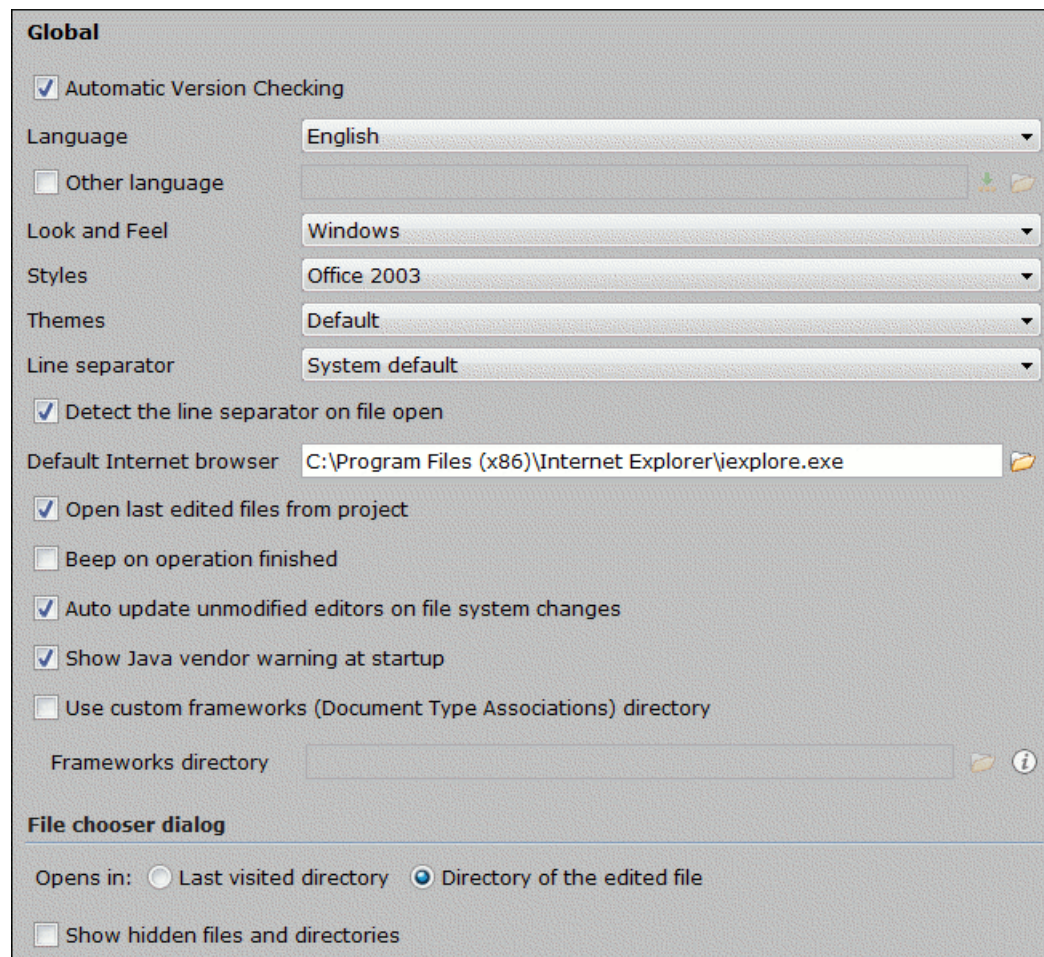 Global
Automatic Version Checking
Language English
Other language
Look and Feel Windows
Styles Office 2003
Themes Default
Line separator System default
Detect the line separator on file open
Default Internet browser C:\Program Files (x86)\Internet Explorer\iexplore.exe
Open last edited files from project
Beep on operation finished
Auto update unmodified editors on file system changes
Show Java vendor warning at startup
Use custom frameworks (Document Type Associations) directory
Frameworks directory i
File chooser dialog
Opens in: Last visited directory Directory of the edited file
Show hidden files and directories